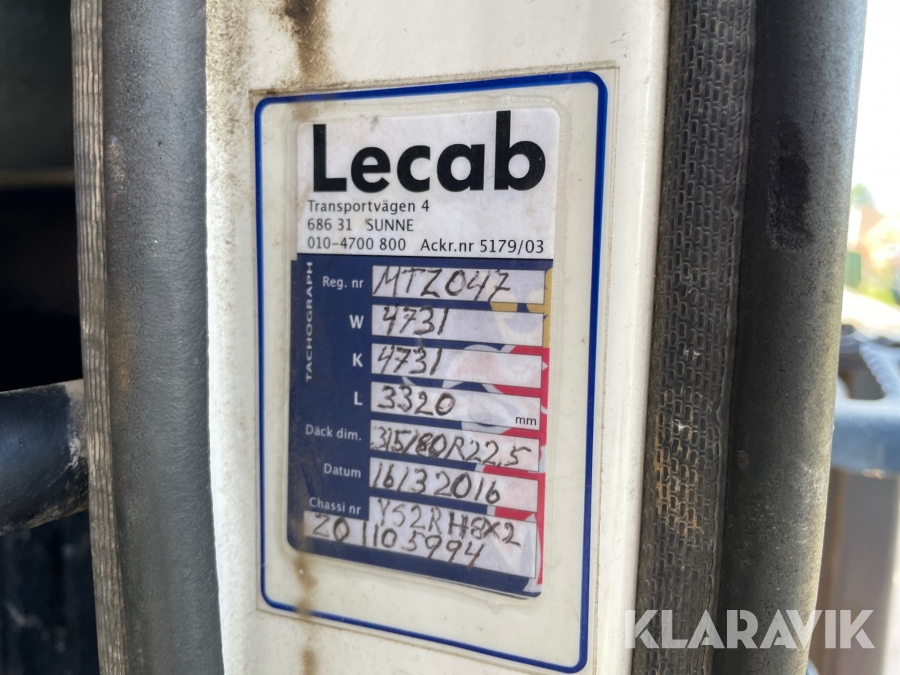 Lecab
Transportvägen 4
686 31 SUNNE
010-4700 800 Ackr.nr 5179/03
TACHOGRAPH
Reg. nr MTZ047
W 4731
K 4731
L 3320 mm
Däck dim. 315/80R22,5
Datum 16/3 2016
Chassi nr YS2RH8X2
Z01105994
KLARAVIK